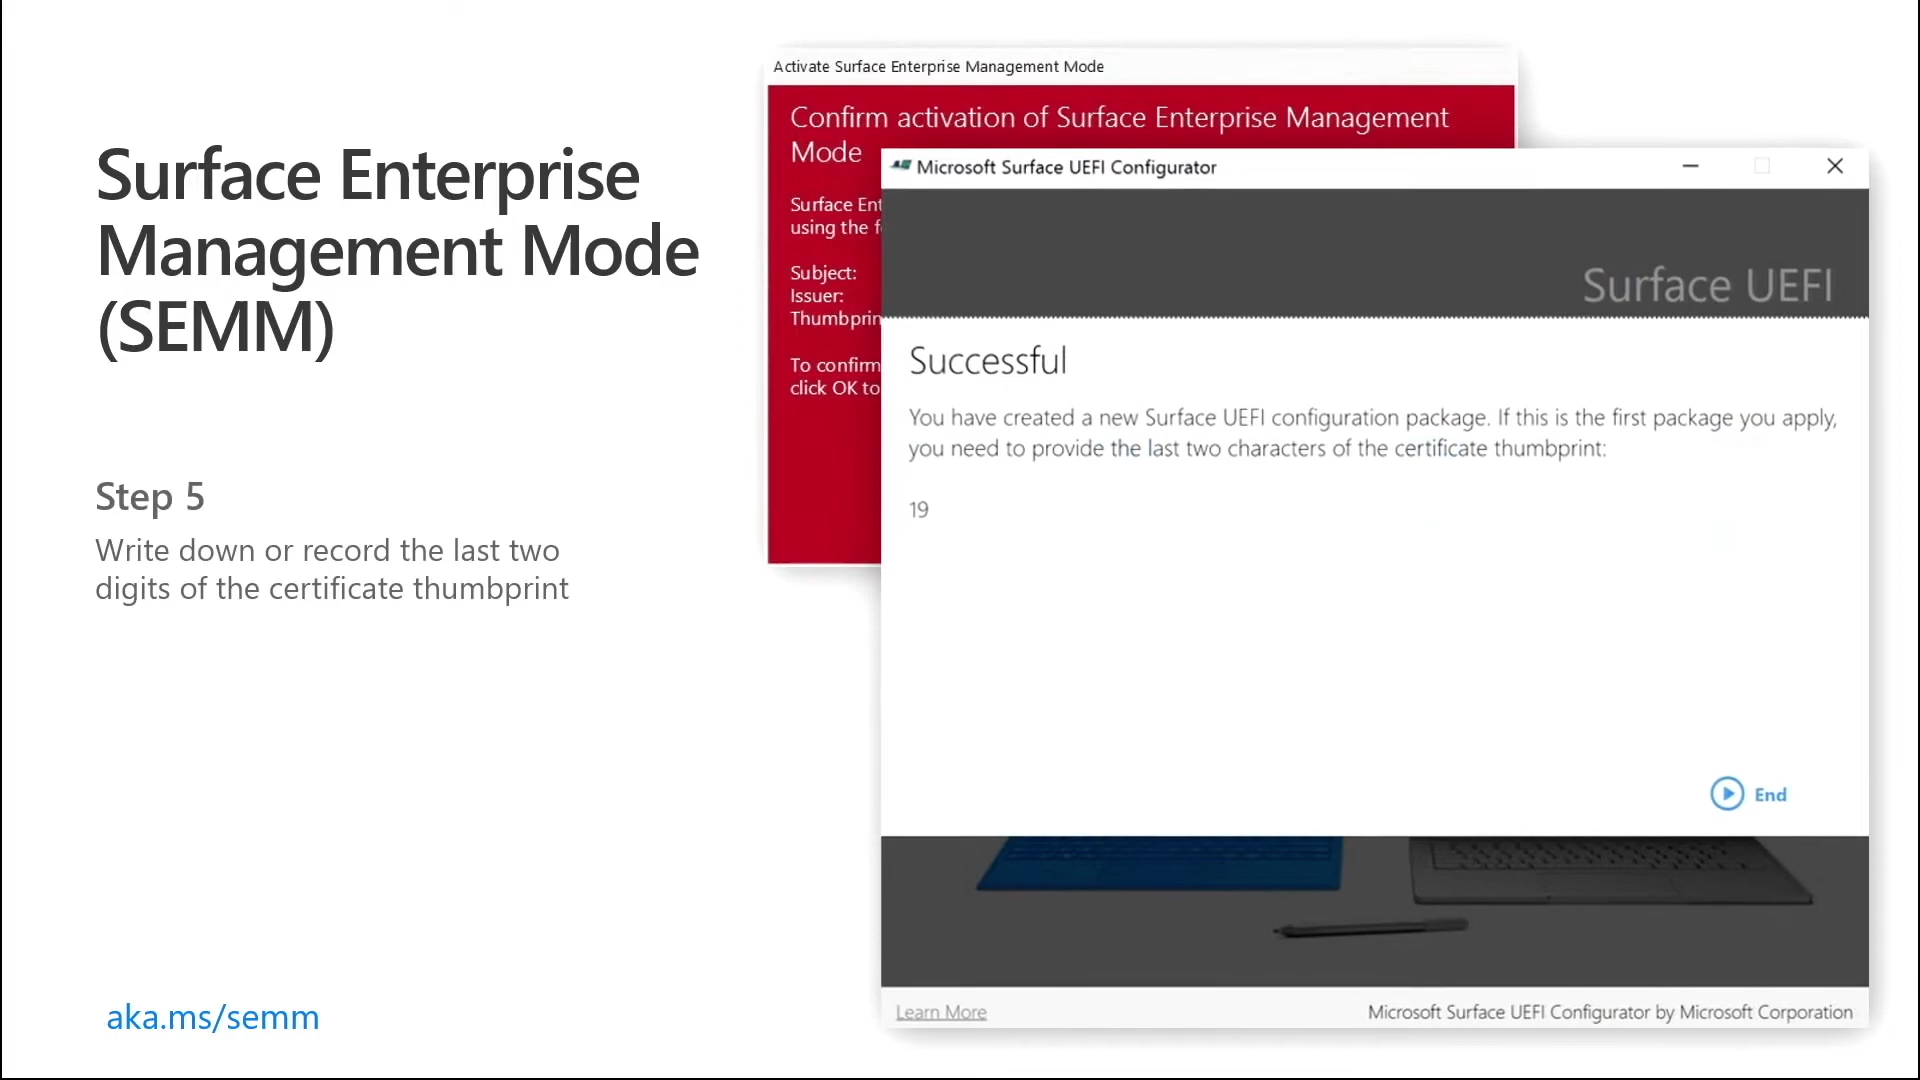 Surface Enterprise
Management Mode
(SEMM)
Step 5
Write down or record the last two
digits of the certificate thumbprint
aka.ms/semm
Activate Surface Enterprise Management Mode
Confirm activation of Surface Enterprise Management
Mode
Surface Ent
using the f
Subject:
Issuer:
Thumbprin
To confirm
click OK to
Microsoft Surface UEFI Configurator
Surface UEFI
Successful
You have created a new Surface UEFI configuration package. If this is the first package you apply,
you need to provide the last two characters of the certificate thumbprint:
19
End
Learn More
Microsoft Surface UEFI Configurator by Microsoft Corporation